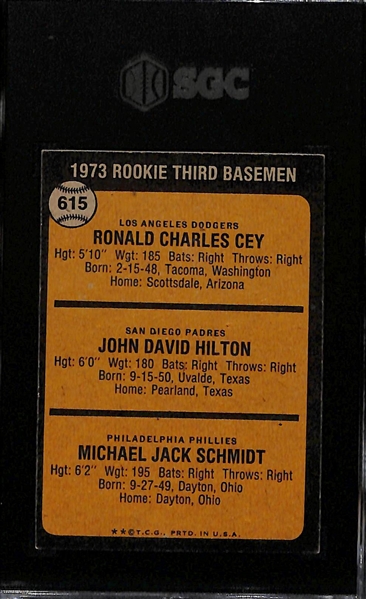 SGC
1973 ROOKIE THIRD BASEMEN
615
LOS ANGELES DODGERS
RONALD CHARLES CEY
Hgt: 5'10" Wgt: 185 Bats: Right Throws: Right
Born: 2-15-48, Tacoma, Washington
Home: Scottsdale, Arizona
SAN DIEGO PADRES
JOHN DAVID HILTON
Hgt: 6'0" Wgt: 180 Bats: Right Throws: Right
Born: 9-15-50, Uvalde, Texas
Home: Pearland, Texas
PHILADELPHIA PHILLIES
MICHAEL JACK SCHMIDT
Hgt: 6'2" Wgt: 195 Bats: Right Throws: Right
Born: 9-27-49, Dayton, Ohio
Home: Dayton, Ohio
★★©T.C.G. PRTD. IN U.S.A.